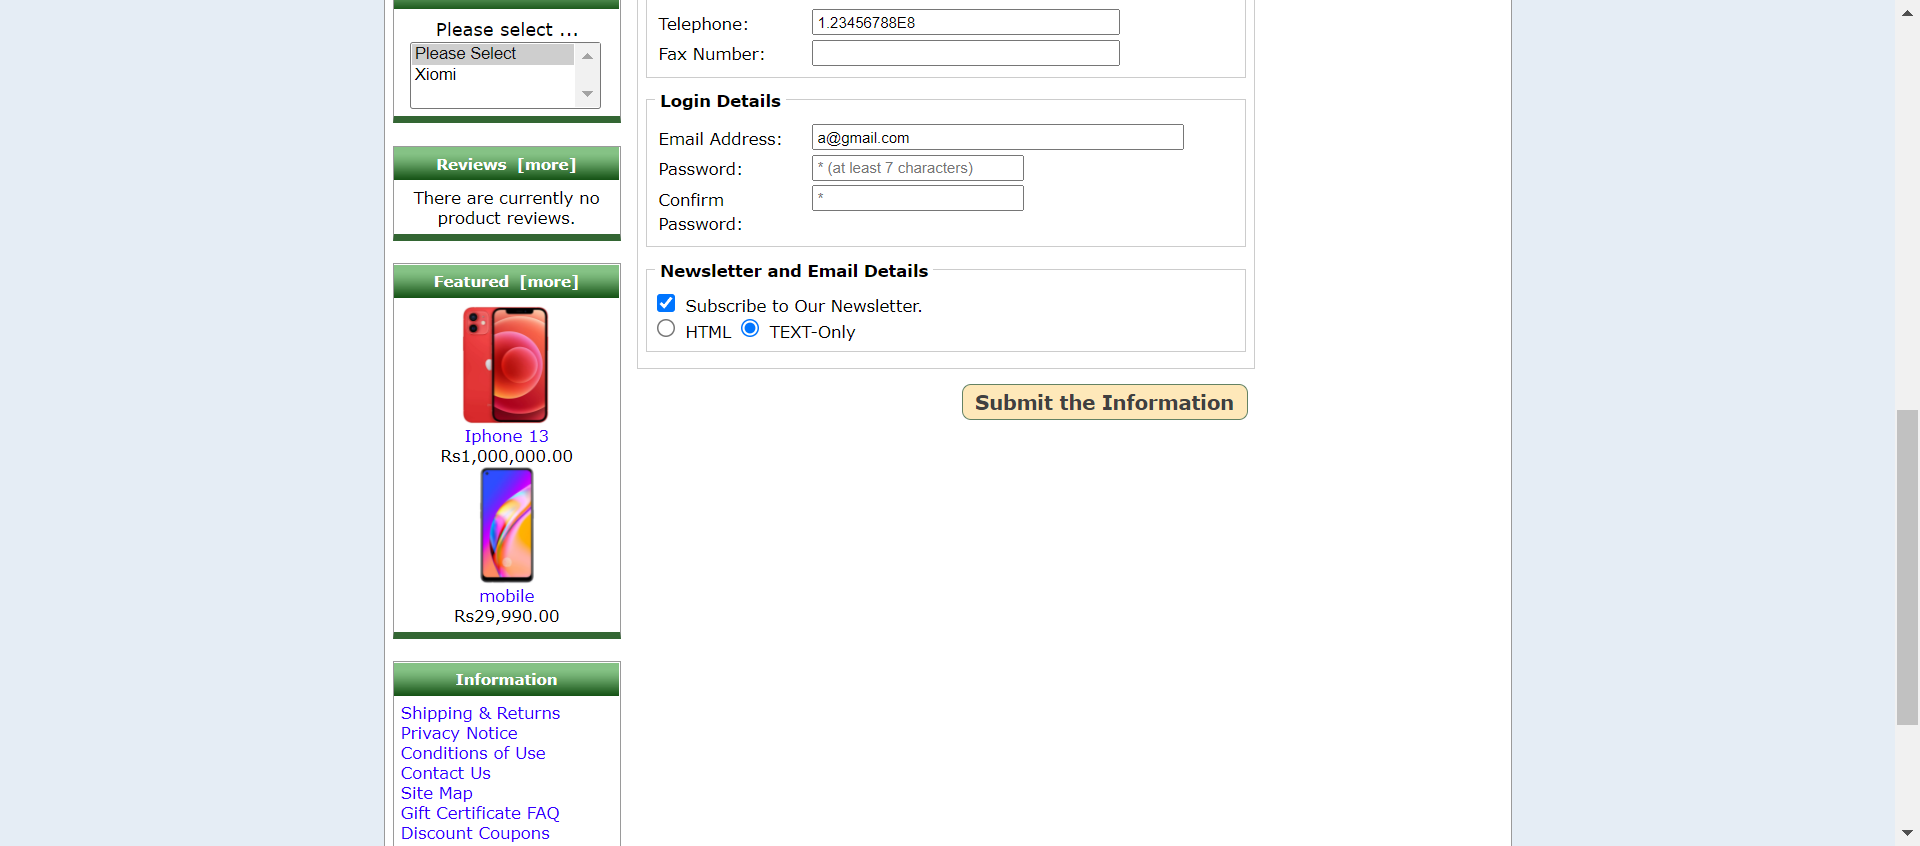 Please select ...
Please Select
Xiomi
Reviews [more]
There are currently no
product reviews.
Featured [more]
Iphone 13
Rs1,000,000.00
mobile
Rs29,990.00
Information
Shipping & Returns
Privacy Notice
Conditions of Use
Contact Us
Site Map
Gift Certificate FAQ
Discount Coupons
Telephone: 1.23456788E8
Fax Number:
Login Details
Email Address: a@gmail.com
Password: * (at least 7 characters)
Confirm *
Password:
Newsletter and Email Details
Subscribe to Our Newsletter.
HTML TEXT-Only
Submit the Information